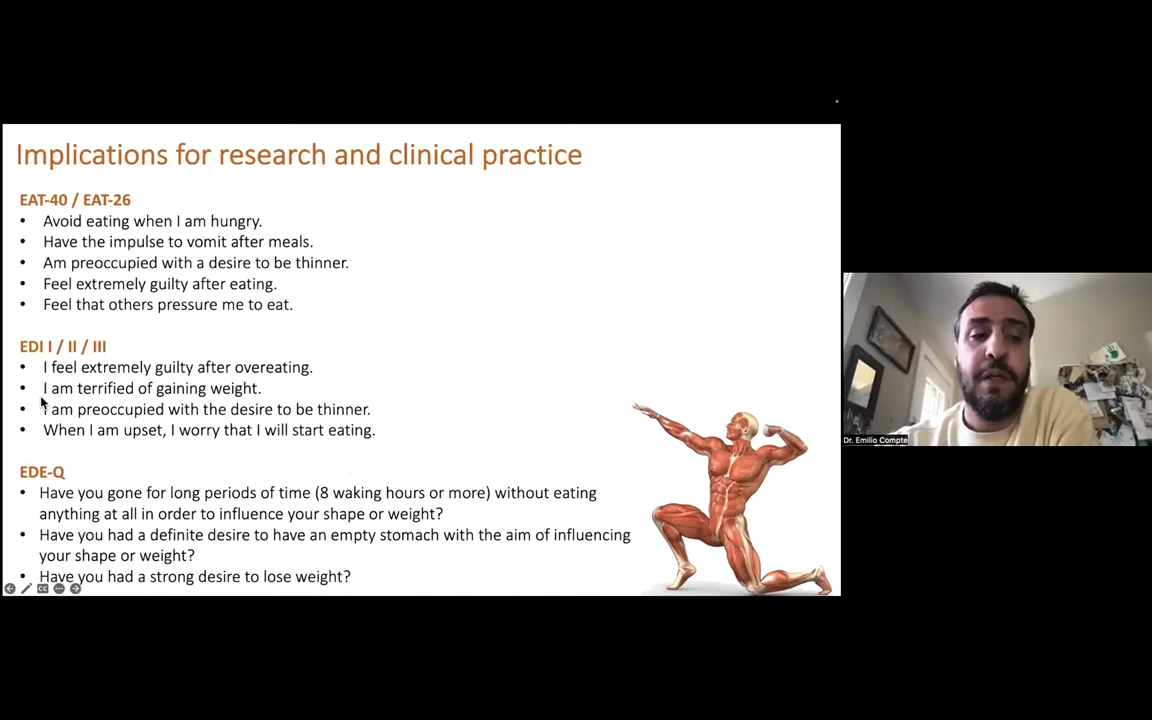 Implications for research and clinical practice
EAT-40 / EAT-26
• Avoid eating when I am hungry.
• Have the impulse to vomit after meals.
• Am preoccupied with a desire to be thinner.
• Feel extremely guilty after eating.
• Feel that others pressure me to eat.
EDI I / II / III
• I feel extremely guilty after overeating.
• I am terrified of gaining weight.
• I am preoccupied with the desire to be thinner.
• When I am upset, I worry that I will start eating.
EDE-Q
• Have you gone for long periods of time (8 waking hours or more) without eating
anything at all in order to influence your shape or weight?
• Have you had a definite desire to have an empty stomach with the aim of influencing
your shape or weight?
• Have you had a strong desire to lose weight?
Dr. Emilio Compte